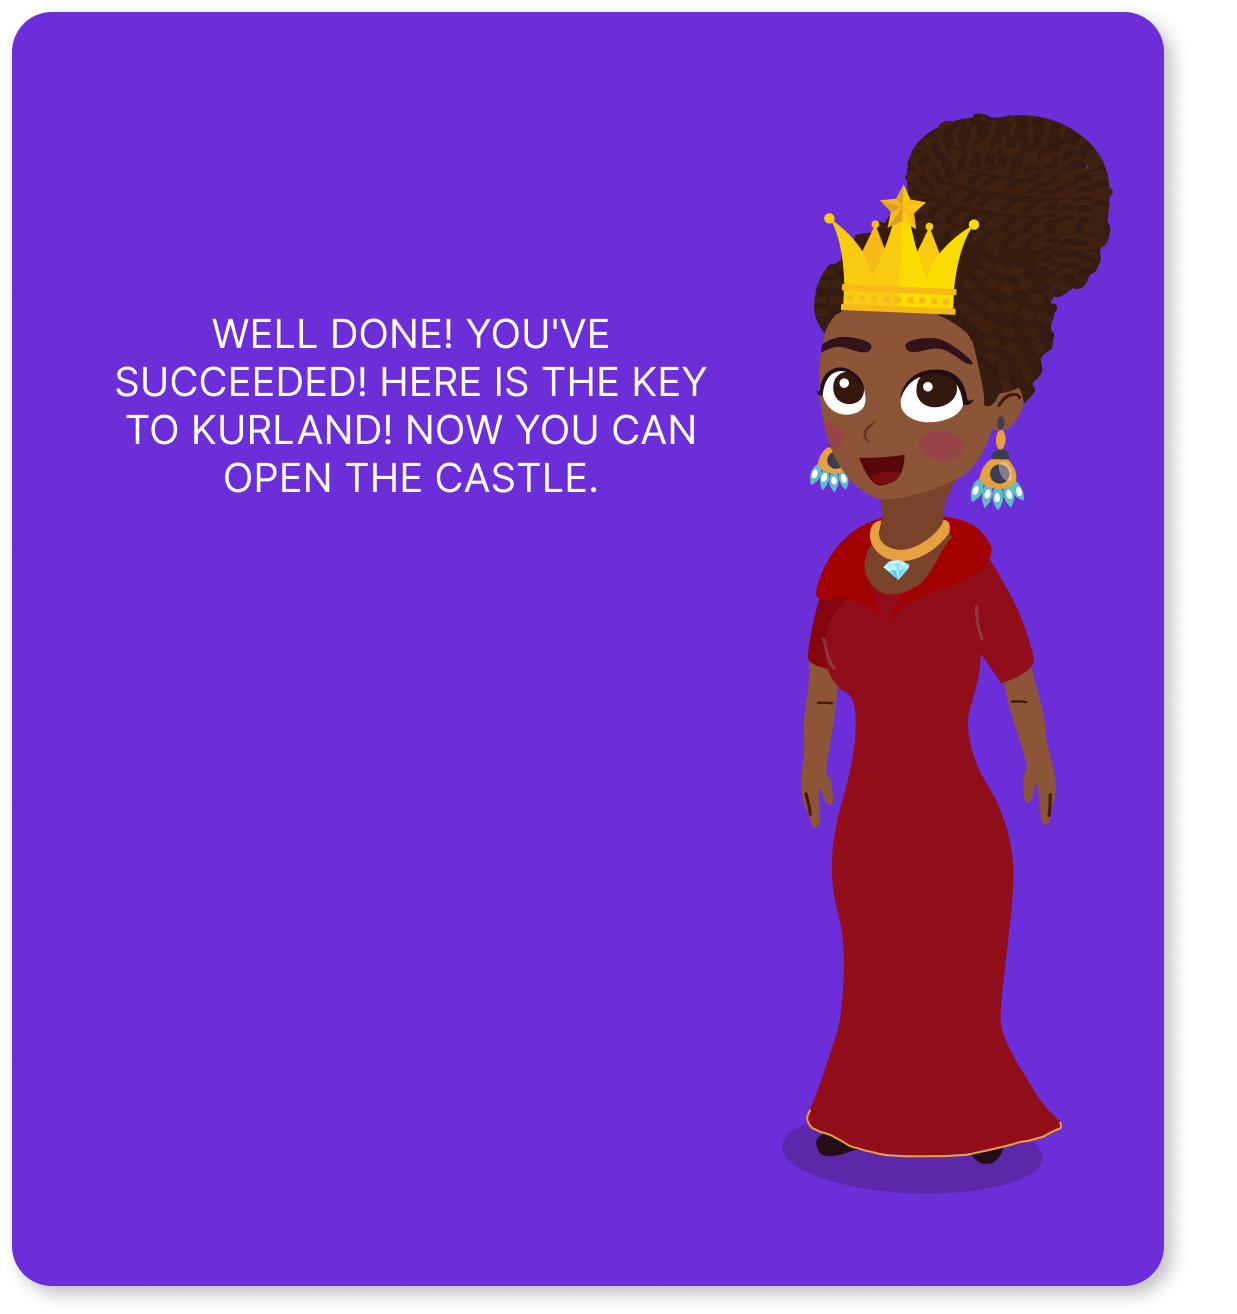 WELL DONE! YOU'VE
SUCCEEDED! HERE IS THE KEY
TO KURLAND! NOW YOU CAN
OPEN THE CASTLE.